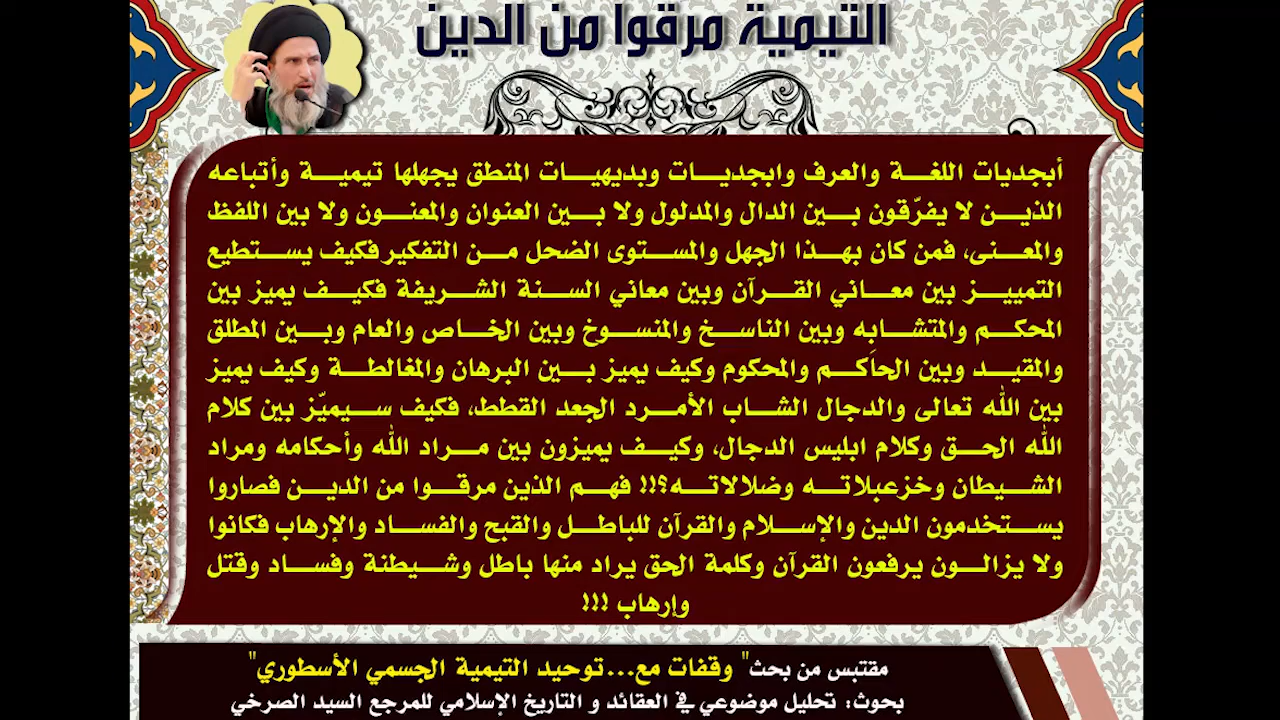 التيمية مرقوا من الدين
أبجديات اللغة والعرف وابجديات وبديهيات المنطق يجهلها تيمية وأتباعه
الذين لا يفرّقون بين الدال والمدلول ولا بين العنوان والمعنون ولا بين اللفظ
والمعنى، فمن كان بهذا الجهل والمستوى الضحل من التفكير فكيف يستطيع
التمييز بين معاني القرآن وبين معاني السنة الشريفة فكيف يميز بين
المحكم والمتشابه وبين الناسخ والمنسوخ وبين الخاص والعام وبين المطلق
والمقيد وبين الحاَكم والمحكوم وكيف يميز بين البرهان والمغالطة وكيف يميز
بين الله تعالى والدجال الشاب الأمرد الجعد القطط، فكيف سيميّز بين كلام
الله الحق وكلام ابليس الدجال، وكيف يميزون بين مراد الله وأحكامه ومراد
الشيطان وخزعبلاته وضلالاته؟!! فهم الذين مرقوا من الدين فصاروا
يستخدمون الدين والإسلام والقرآن للباطل والقبح والفساد والإرهاب فكانوا
ولا يزالون يرفعون القرآن وكلمة الحق يراد منها باطل وشيطنة وفساد وقتل
وإرهاب !!!
مقتبس من بحث" وقفات مع...توحيد التيمية الجسمي الأسطوري"
بحوث: تحليل موضوعي في العقائد و التاريخ الإسلامي للمرجع السيد الصرخي